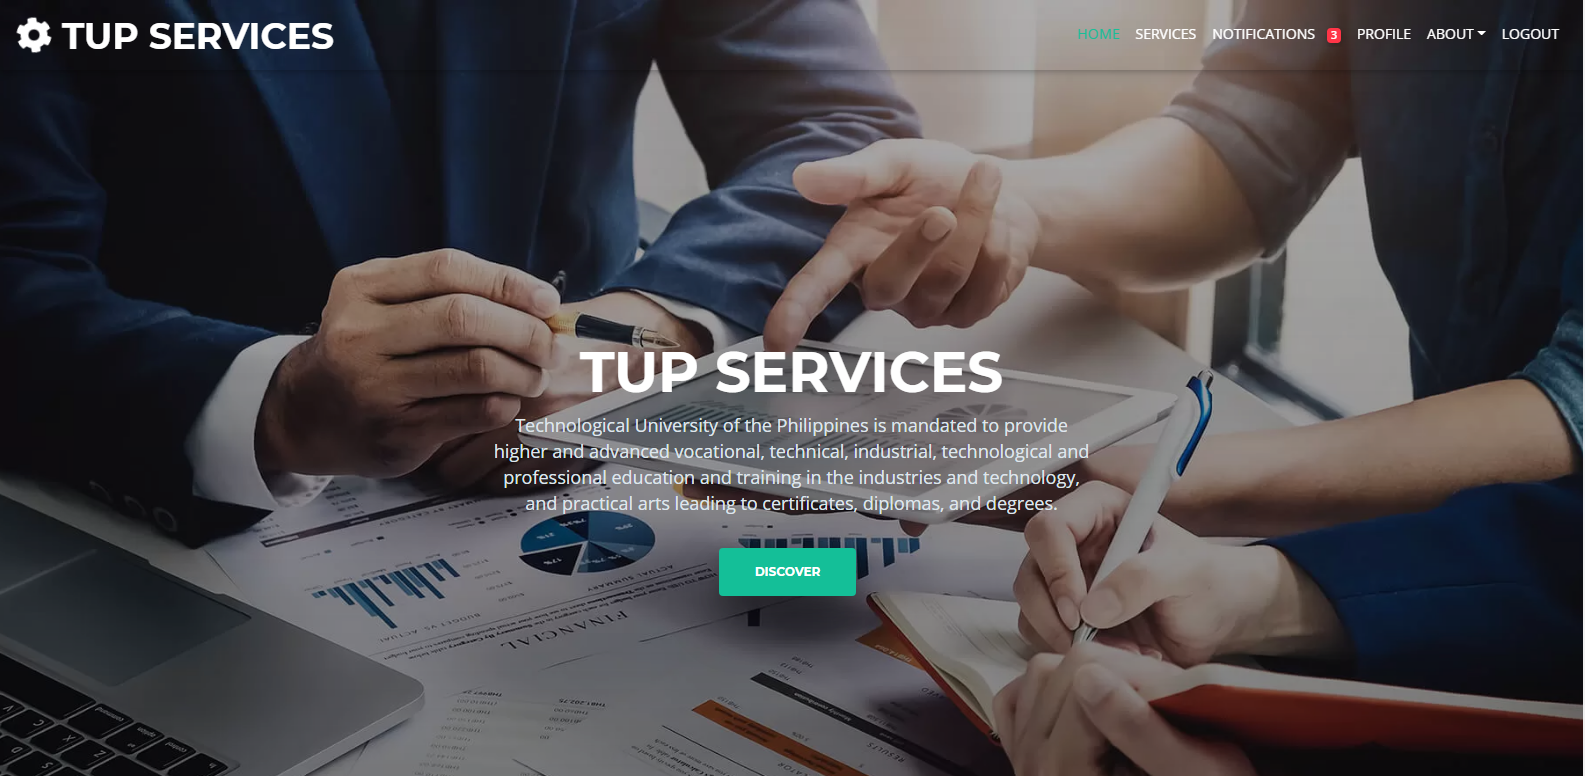 TUP SERVICES
HOME SERVICES NOTIFICATIONS 3 PROFILE ABOUT LOGOUT
TUP SERVICES
Technological University of the Philippines is mandated to provide
higher and advanced vocational, technical, industrial, technological and
professional education and training in the industries and technology,
and practical arts leading to certificates, diplomas, and degrees.
DISCOVER
FINANCIAL